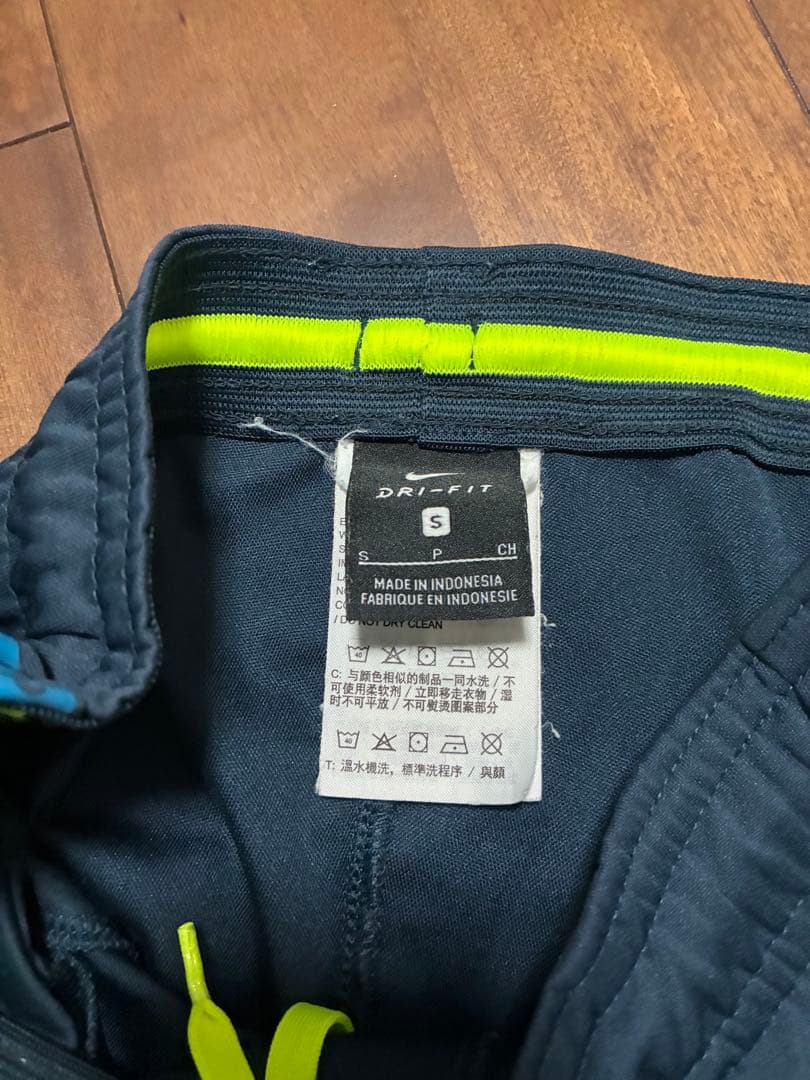 DRI-FIT
S
S P CH
MADE IN INDONESIA
FABRIQUE EN INDONESIE
/ DO NOT DRY CLEAN
40
C: 与颜色相似的制品一同水洗 / 不
可使用柔软剂 / 立即移走衣物 / 湿
时不可平放 / 不可熨烫图案部分
40
T: 溫水機洗，標準洗程序 / 與顏